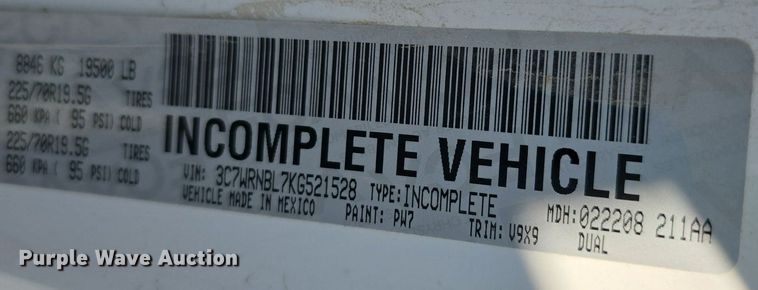 8846 KG 19500 LB
225/70R19.5G TIRES
660 KPA ( 95 PSI) COLD
225/70R19.5G TIRES
660 KPA ( 95 PSI) COLD
INCOMPLETE VEHICLE
VIN: 3C7WRNBL7KG521528 TYPE: INCOMPLETE
VEHICLE MADE IN MEXICO PAINT: PW7 TRIM: V9X9
MDH: 022208 211AA
DUAL
Purple Wave Auction